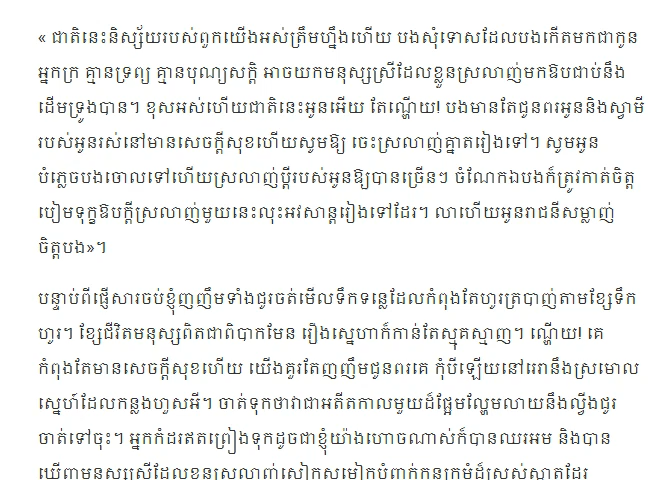 « ជាតិនេះនិស្ស័យរបស់ពួកយើងអស់ត្រឹមហ្នឹងហើយ បងសុំទោសដែលបងកើតមកជាកូន
អ្នកក្រ គ្មានទ្រព្យ គ្មានបុណ្យសក្តិ អាចយកមនុស្សស្រីដែលខ្លួនស្រលាញ់មកឱបជាប់នឹង
ដើមទ្រូងបាន។ ខុសអស់ហើយជាតិនេះអូនអើយ តែណ្ហើយ! បងមានតែជូនពរអូននិងស្វាមី
របស់អូនរស់នៅមានសេចក្តីសុខហើយសូមឱ្យ ចេះស្រលាញ់គ្នាតរៀងទៅ។ សូមអូន
បំភ្លេចបងចោលទៅហើយស្រលាញ់ប្តីរបស់អូនឱ្យបានច្រើនៗ ចំណែកឯបងក៏ត្រូវកាត់ចិត្ត
បៀមទុក្ខឱបក្តីស្រលាញ់មួយនេះលុះអវសាន្តរៀងទៅដែរ។ លាហើយអូនរាជនីសម្លាញ់
ចិត្តបង»។
បន្ទាប់ពីផ្ញើសារចប់ខ្ញុំញញឹមទាំងជូរចត់មើលទឹកទន្លេដែលកំពុងតែហូរត្របាញ់តាមខ្សែទឹក
ហូរ។ ខ្សែជីវិតមនុស្សពិតជាពិបាកមែន រឿងស្នេហាក៏កាន់តែស្មុគស្មាញ។ ណ្ហើយ! គេ
កំពុងតែមានសេចក្តីសុខហើយ យើងគួរតែញញឹមជូនពរគេ កុំបីឡើយនៅរេរានឹងស្រមោល
ស្នេហ៍ដែលកន្លងហួសអី។ ចាត់ទុកថាវាជាអតីតកាលមួយដ៏ផ្អែមល្ហែមលាយនឹងល្វីងជូរ
ចាត់ទៅចុះ។ អ្នកកំដរឥតព្រៀងទុកដូចជាខ្ញុំយ៉ាងហោចណាស់ក៏បានឈរអម និងបាន
ឃើញមនុស្សស្រីដែលខ្លួនស្រលាញ់សៀកសមៀកបំពាក់កូនក្រមុំដ៏ស្រស់ស្អាតដែរ